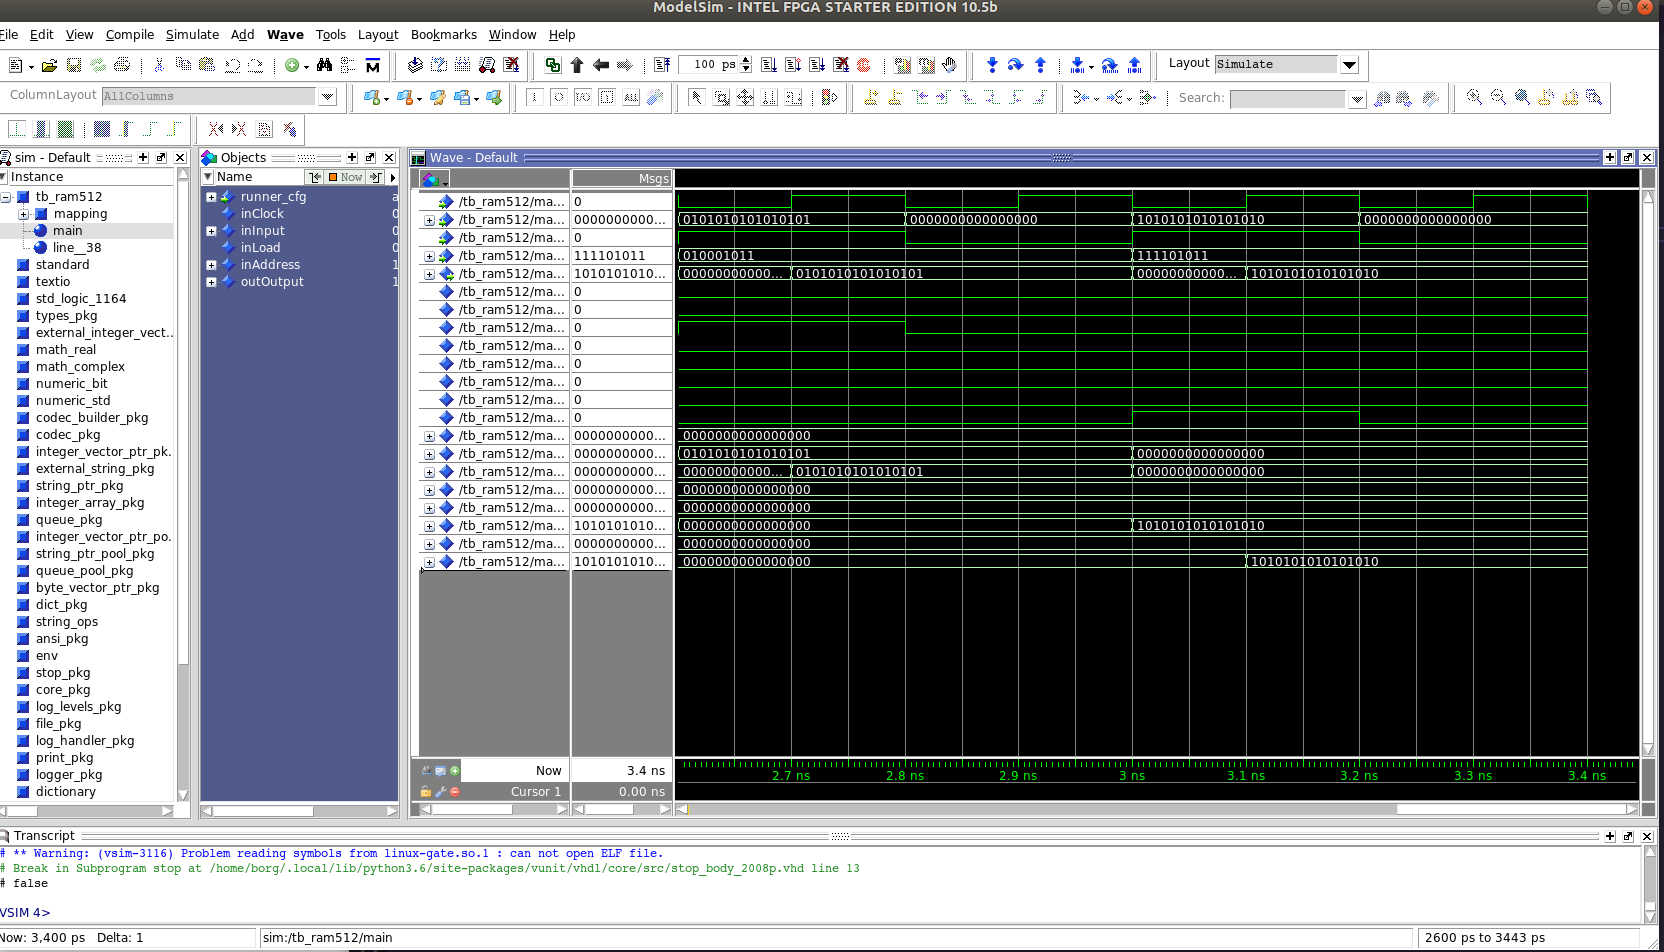 ModelSim - INTEL FPGA STARTER EDITION 10.5b
File Edit View Compile Simulate Add Wave Tools Layout Bookmarks Window Help
100 ps
Layout Simulate
ColumnLayout AllColumns
Search:
sim - Default
Instance
tb_ram512
mapping
main
line__38
standard
textio
std_logic_1164
types_pkg
external_integer_vect..
math_real
math_complex
numeric_bit
numeric_std
codec_builder_pkg
codec_pkg
integer_vector_ptr_pk.
external_string_pkg
string_ptr_pkg
integer_array_pkg
queue_pkg
integer_vector_ptr_po.
string_ptr_pool_pkg
queue_pool_pkg
byte_vector_ptr_pkg
dict_pkg
string_ops
ansi_pkg
env
stop_pkg
core_pkg
log_levels_pkg
file_pkg
log_handler_pkg
print_pkg
logger_pkg
dictionary
Objects
Name Now
runner_cfg a
inClock 0
inInput 0
inLoad 0
inAddress 1
outOutput 1
Wave - Default
Msgs
/tb_ram512/ma... 0
/tb_ram512/ma... 0000000000... 0101010101010101 0000000000000000 1010101010101010 0000000000000000
/tb_ram512/ma... 0
/tb_ram512/ma... 111101011 010001011 111101011
/tb_ram512/ma... 1010101010... 00000000000... 0101010101010101 00000000000... 1010101010101010
/tb_ram512/ma... 0
/tb_ram512/ma... 0
/tb_ram512/ma... 0
/tb_ram512/ma... 0
/tb_ram512/ma... 0
/tb_ram512/ma... 0
/tb_ram512/ma... 0
/tb_ram512/ma... 0
/tb_ram512/ma... 0000000000... 0000000000000000
/tb_ram512/ma... 0000000000... 0101010101010101 0000000000000000
/tb_ram512/ma... 0000000000... 00000000000... 0101010101010101 0000000000000000
/tb_ram512/ma... 0000000000... 0000000000000000
/tb_ram512/ma... 0000000000... 0000000000000000
/tb_ram512/ma... 1010101010... 0000000000000000 1010101010101010
/tb_ram512/ma... 0000000000... 0000000000000000
/tb_ram512/ma... 1010101010... 0000000000000000 1010101010101010
Now 3.4 ns 2.7 ns 2.8 ns 2.9 ns 3 ns 3.1 ns 3.2 ns 3.3 ns 3.4 ns
Cursor 1 0.00 ns
Transcript
# ** Warning: (vsim-3116) Problem reading symbols from linux-gate.so.1 : can not open ELF file.
# Break in Subprogram stop at /home/borg/.local/lib/python3.6/site-packages/vunit/vhdl/core/src/stop_body_2008p.vhd line 13
# false
VSIM 4>
Now: 3,400 ps Delta: 1 sim:/tb_ram512/main 2600 ps to 3443 ps